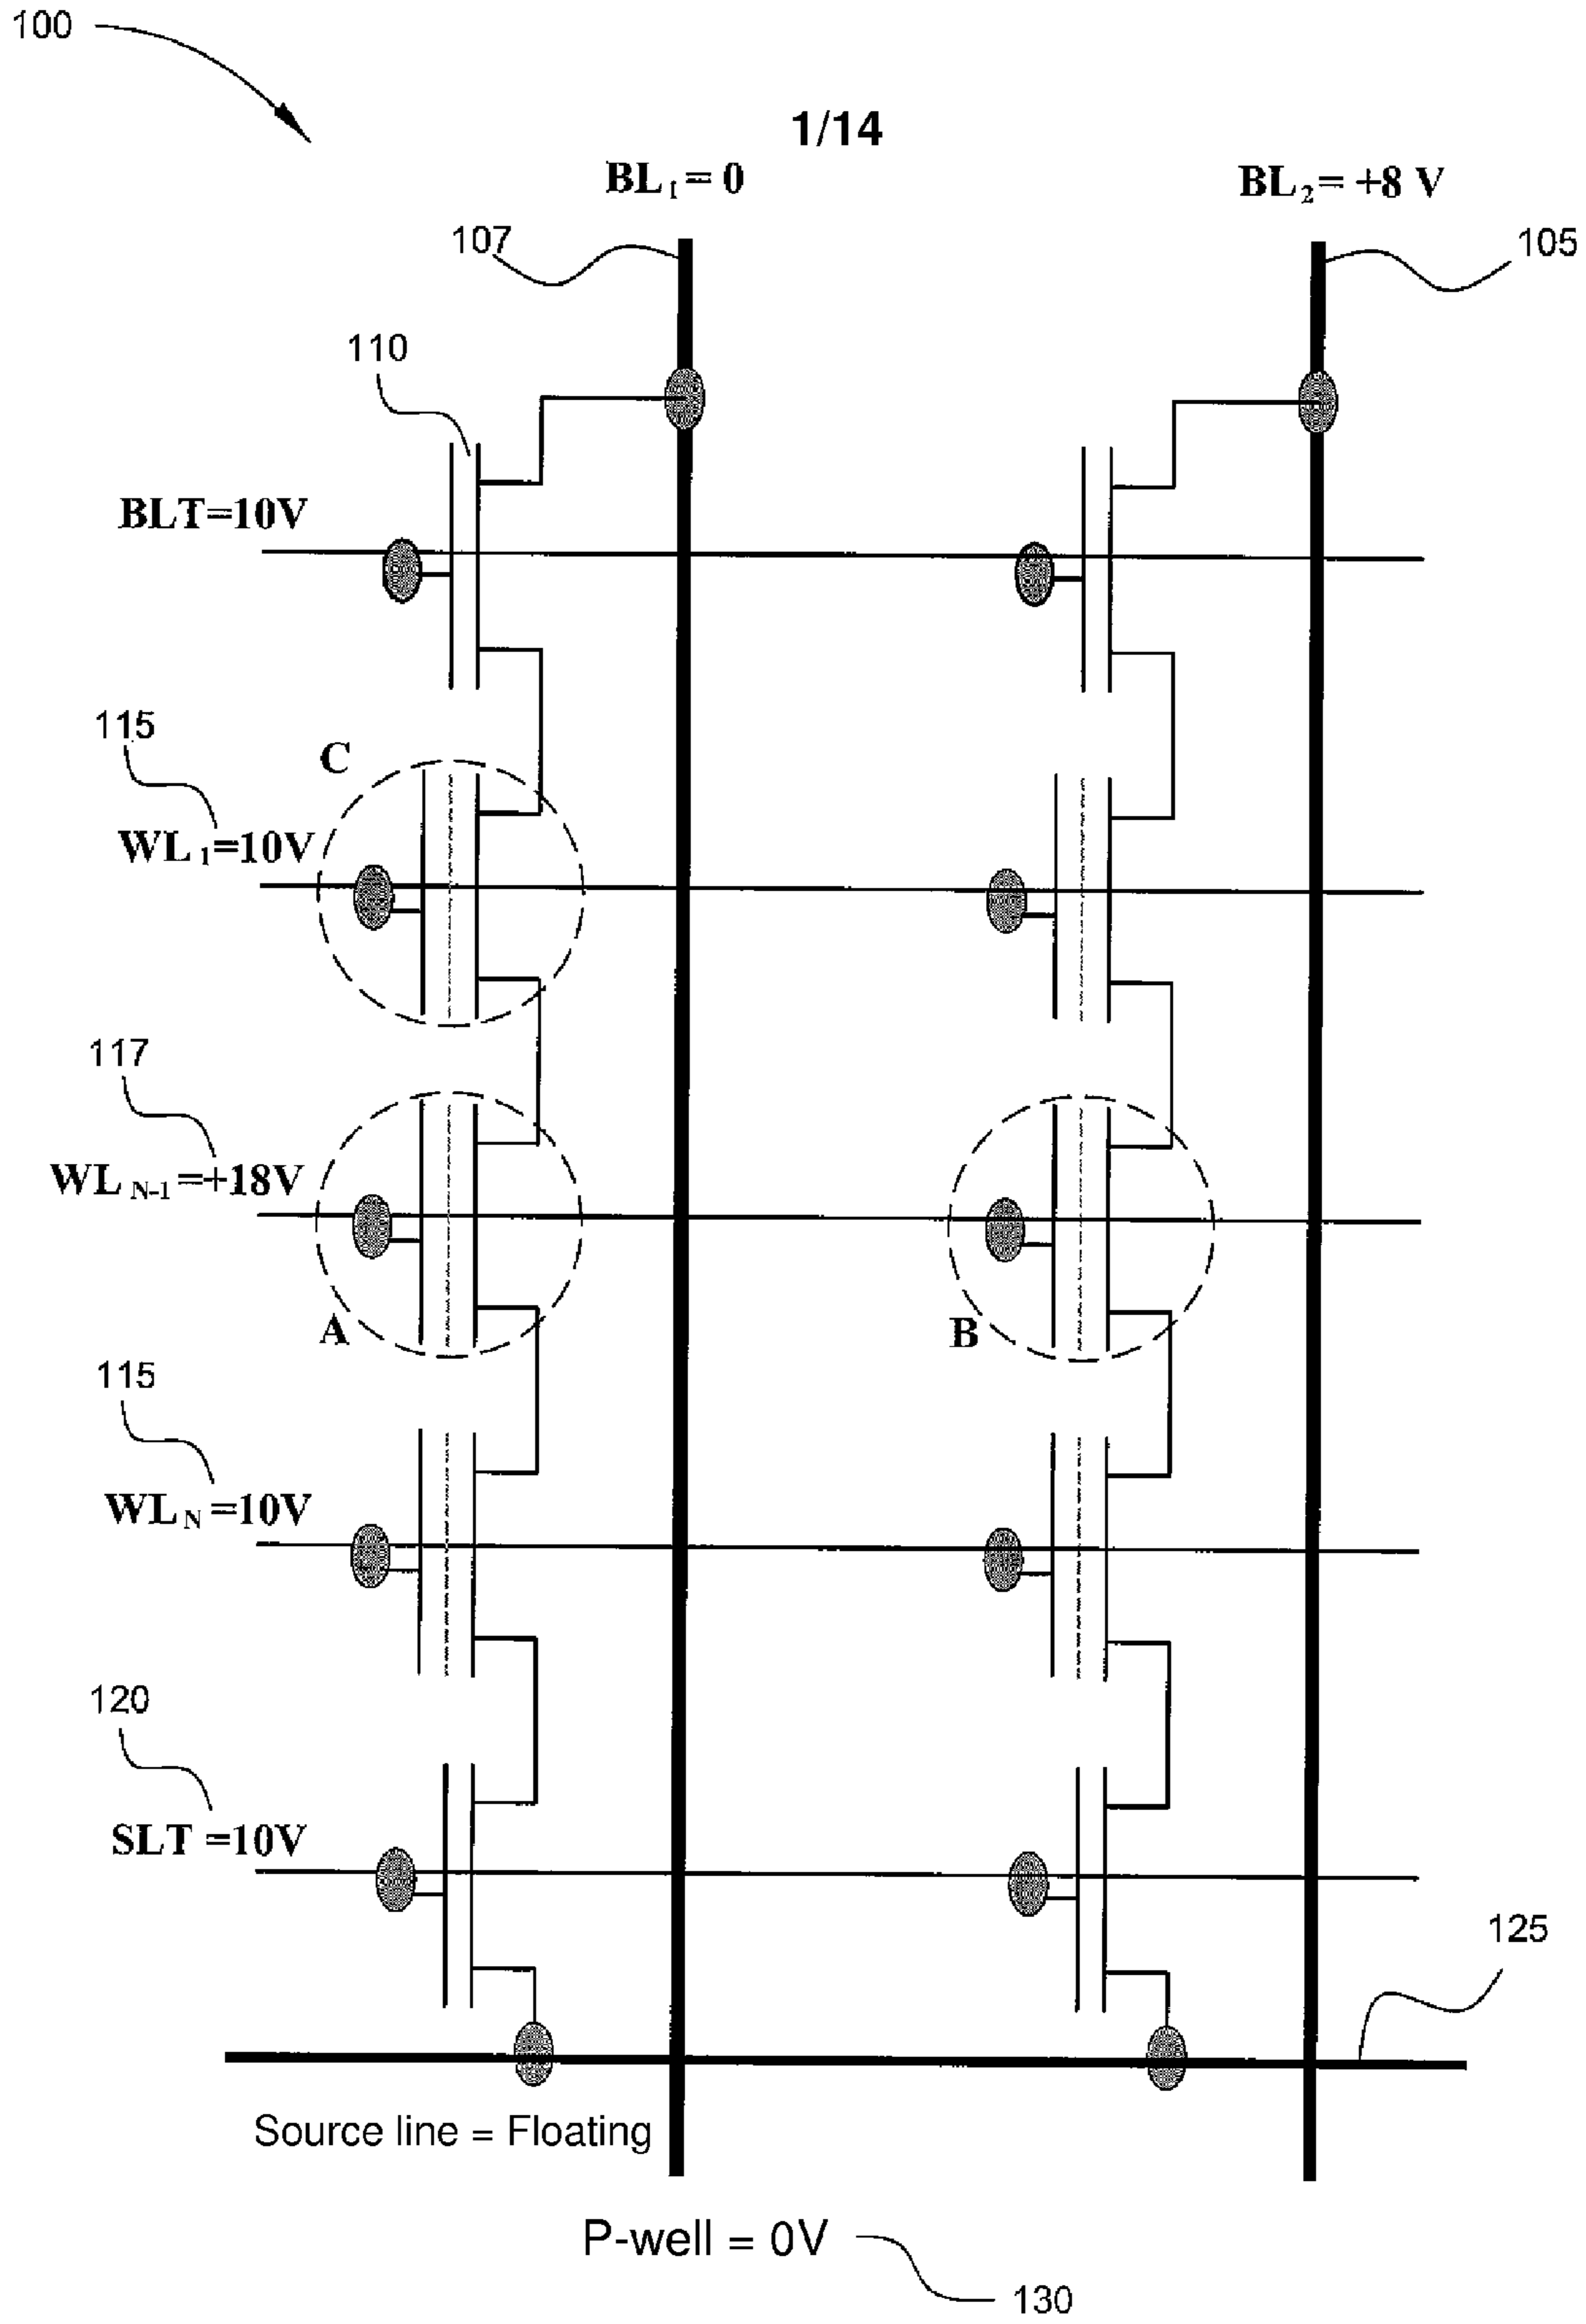 100
1/14
BL1 = 0
BL2 = +8 V
107
105
110
BLT=10V
115
C
WL1=10V
117
WLN-1=+18V
A
B
115
WLN =10V
120
SLT =10V
125
Source line = Floating
P-well = 0V
130